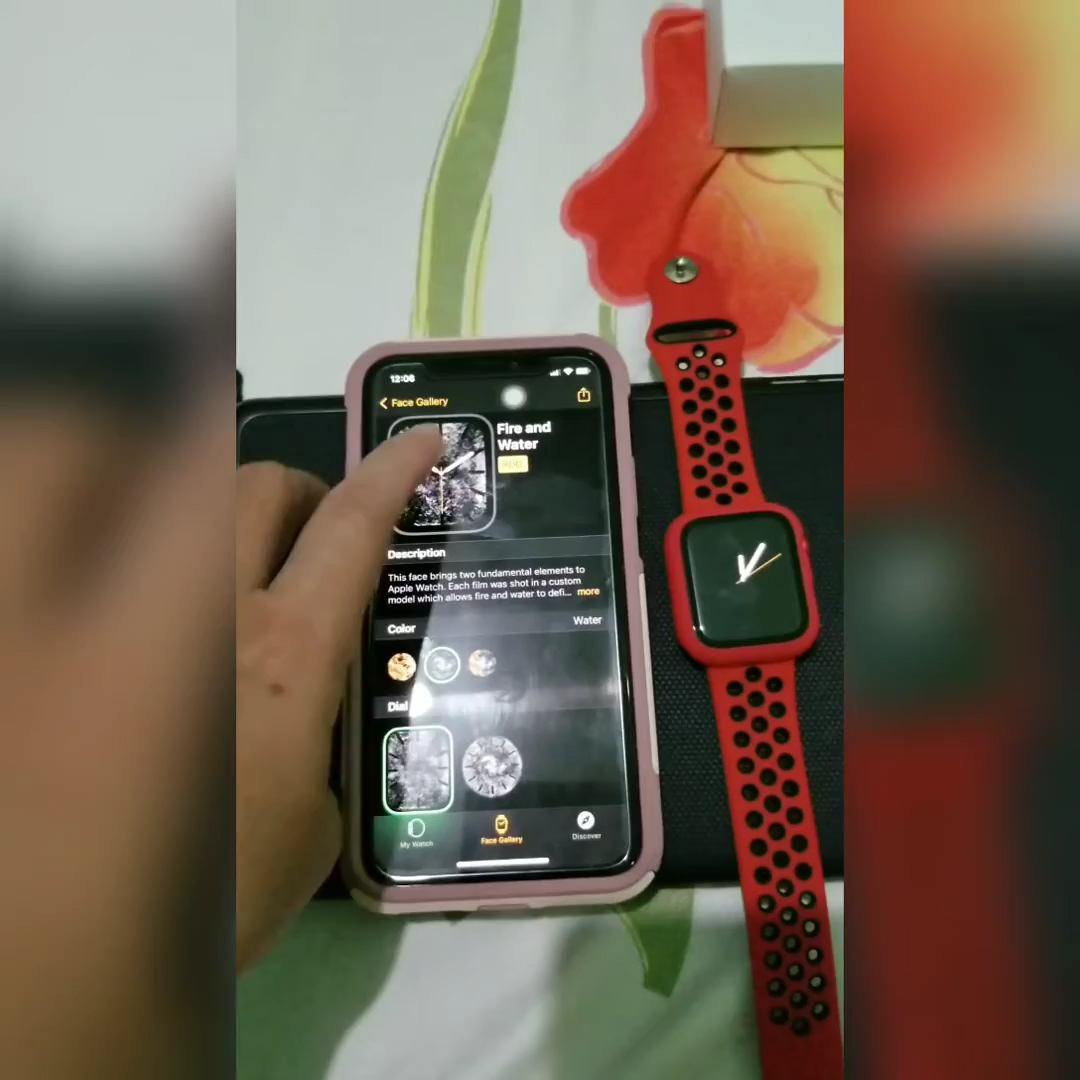 12:06
Face Gallery
Fire and
Water
Description
This face brings two fundamental elements to
Apple Watch. Each film was shot in a custom
model which allows fire and water to defi... more
Color
Water
Dial
My Watch
Face Gallery
Discover